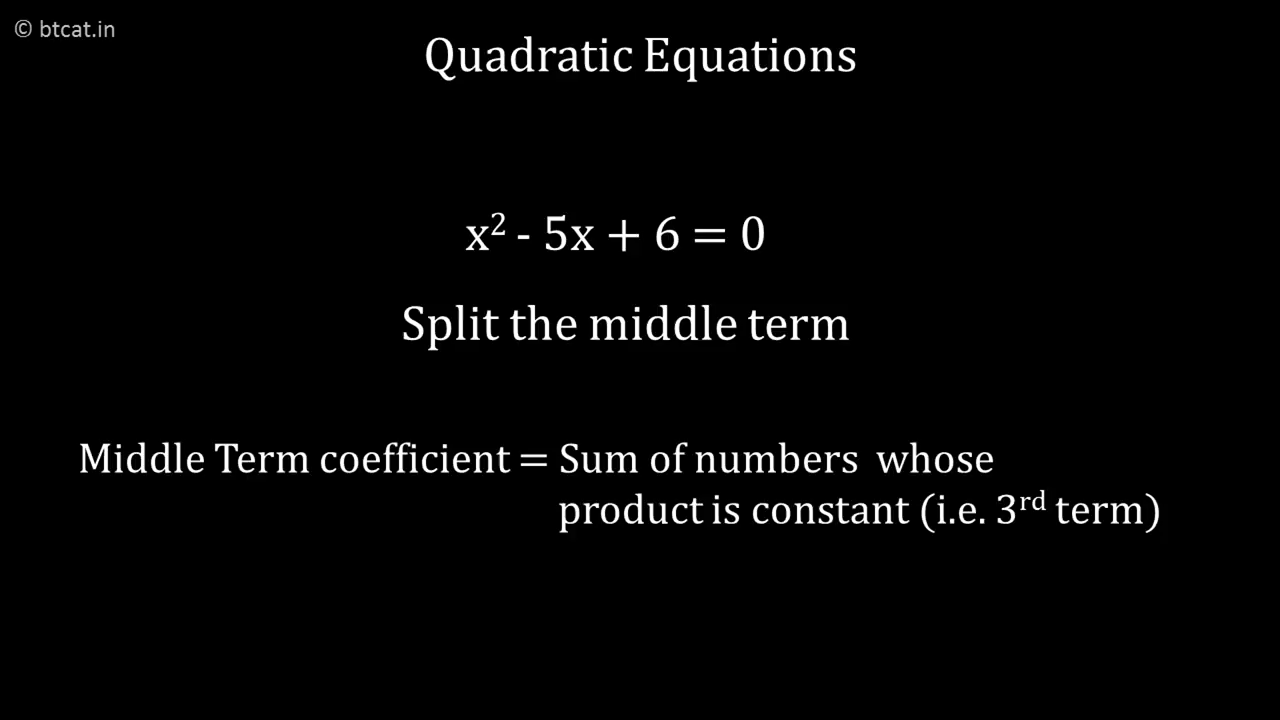 © btcat.in
Quadratic Equations
x² - 5x + 6 = 0
Split the middle term
Middle Term coefficient = Sum of numbers whose
product is constant (i.e. 3ʳᵈ term)